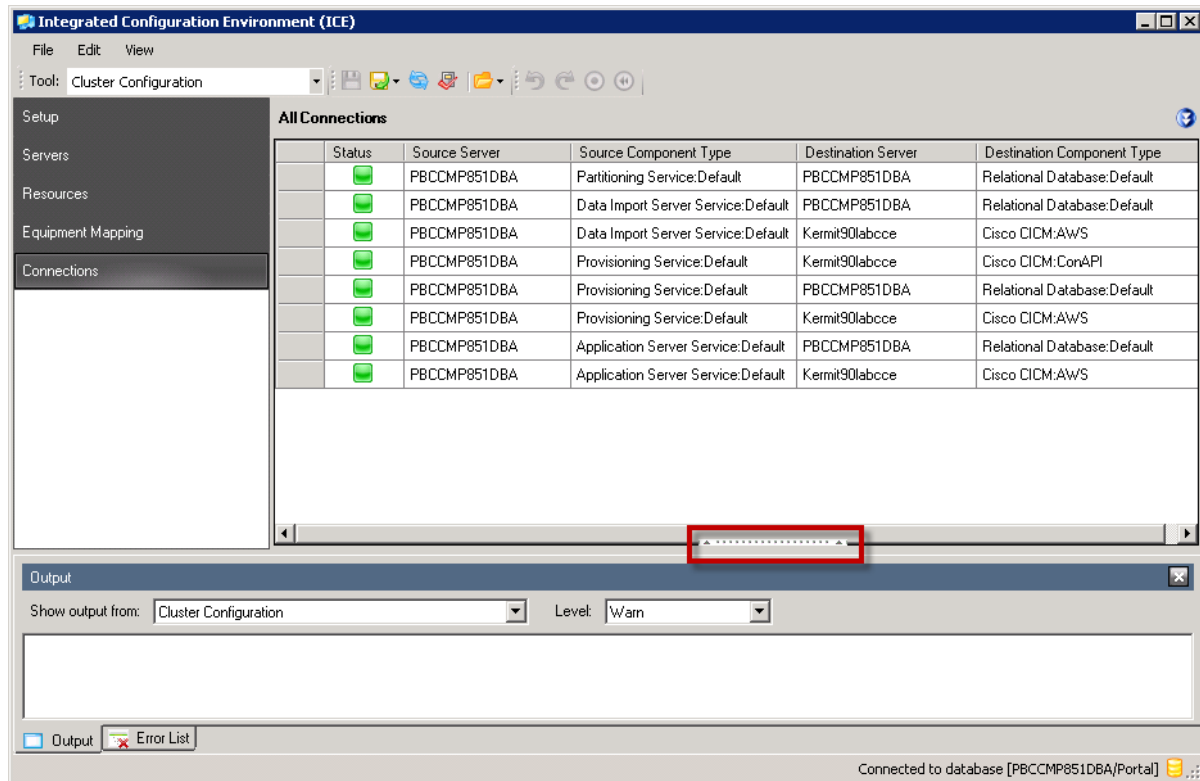 Integrated Configuration Environment (ICE)
File Edit View
Tool: Cluster Configuration
Setup
Servers
Resources
Equipment Mapping
Connections
All Connections
Status Source Server Source Component Type Destination Server Destination Component Type
PBCCMP851DBA Partitioning Service:Default PBCCMP851DBA Relational Database:Default
PBCCMP851DBA Data Import Server Service:Default PBCCMP851DBA Relational Database:Default
PBCCMP851DBA Data Import Server Service:Default Kermit90labcce Cisco CICM:AWS
PBCCMP851DBA Provisioning Service:Default Kermit90labcce Cisco CICM:ConAPI
PBCCMP851DBA Provisioning Service:Default PBCCMP851DBA Relational Database:Default
PBCCMP851DBA Provisioning Service:Default Kermit90labcce Cisco CICM:AWS
PBCCMP851DBA Application Server Service:Default PBCCMP851DBA Relational Database:Default
PBCCMP851DBA Application Server Service:Default Kermit90labcce Cisco CICM:AWS
Output
Show output from: Cluster Configuration Level: Warn
Output Error List
Connected to database [PBCCMP851DBA/Portal]